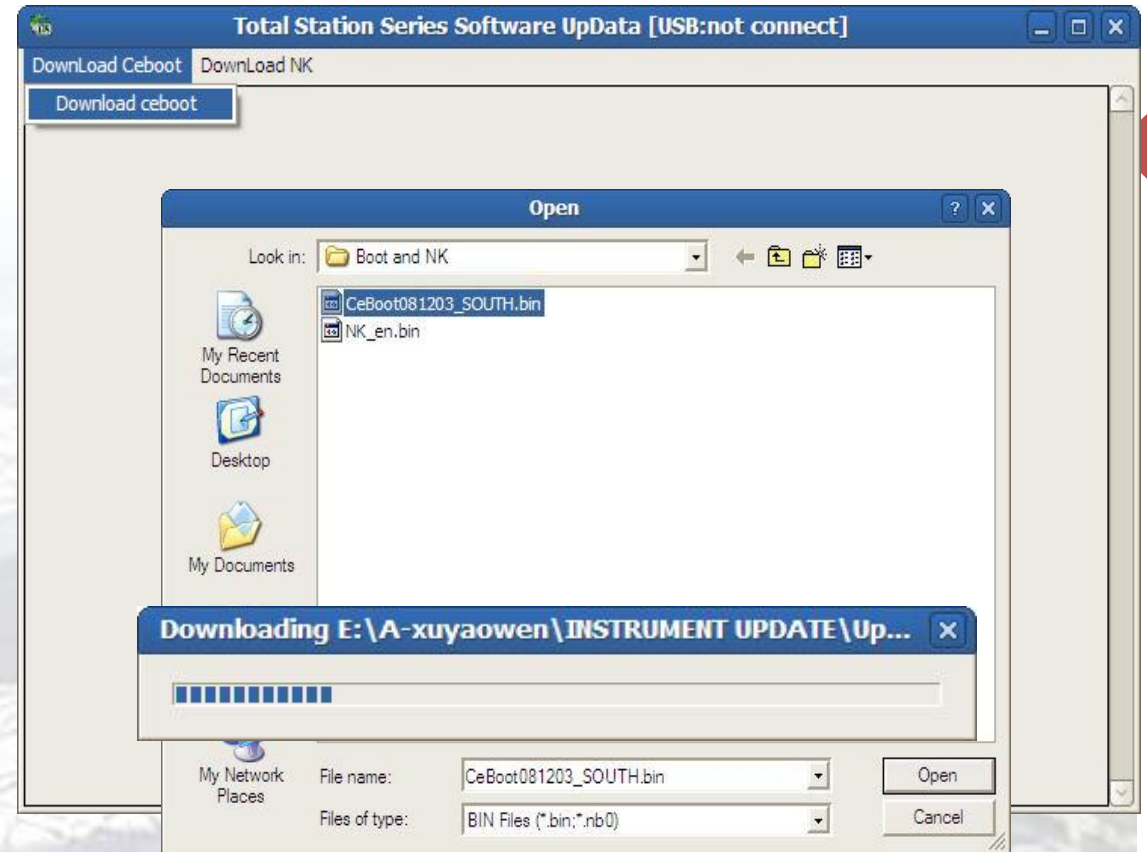 Total Station Series Software UpData [USB:not connect]
DownLoad Ceboot DownLoad NK
Download ceboot
Open
Look in: Boot and NK
CeBoot081203_SOUTH.bin
NK_en.bin
My Recent
Documents
Desktop
My Documents
Downloading E:\A-xuyaowen\INSTRUMENT UPDATE\Up...
My Network
Places
File name: CeBoot081203_SOUTH.bin Open
Files of type: BIN Files (*.bin;*.nb0) Cancel